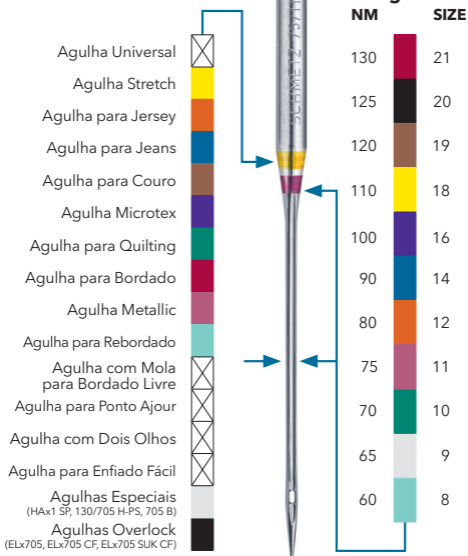 NM SIZE
Agulha Universal
Agulha Stretch
Agulha para Jersey
Agulha para Jeans
Agulha para Couro
Agulha Microtex
Agulha para Quilting
Agulha para Bordado
Agulha Metallic
Agulha para Rebordado
Agulha com Mola
para Bordado Livre
Agulha para Ponto Ajour
Agulha com Dois Olhos
Agulha para Enfiado Fácil
Agulhas Especiais
(HAx1 SP, 130/705 H-PS, 705 B)
Agulhas Overlock
(ELx705, ELx705 CF, ELx705 SUK CF)
SCHMETZ
130 21
125 20
120 19
110 18
100 16
90 14
80 12
75 11
70 10
65 9
60 8